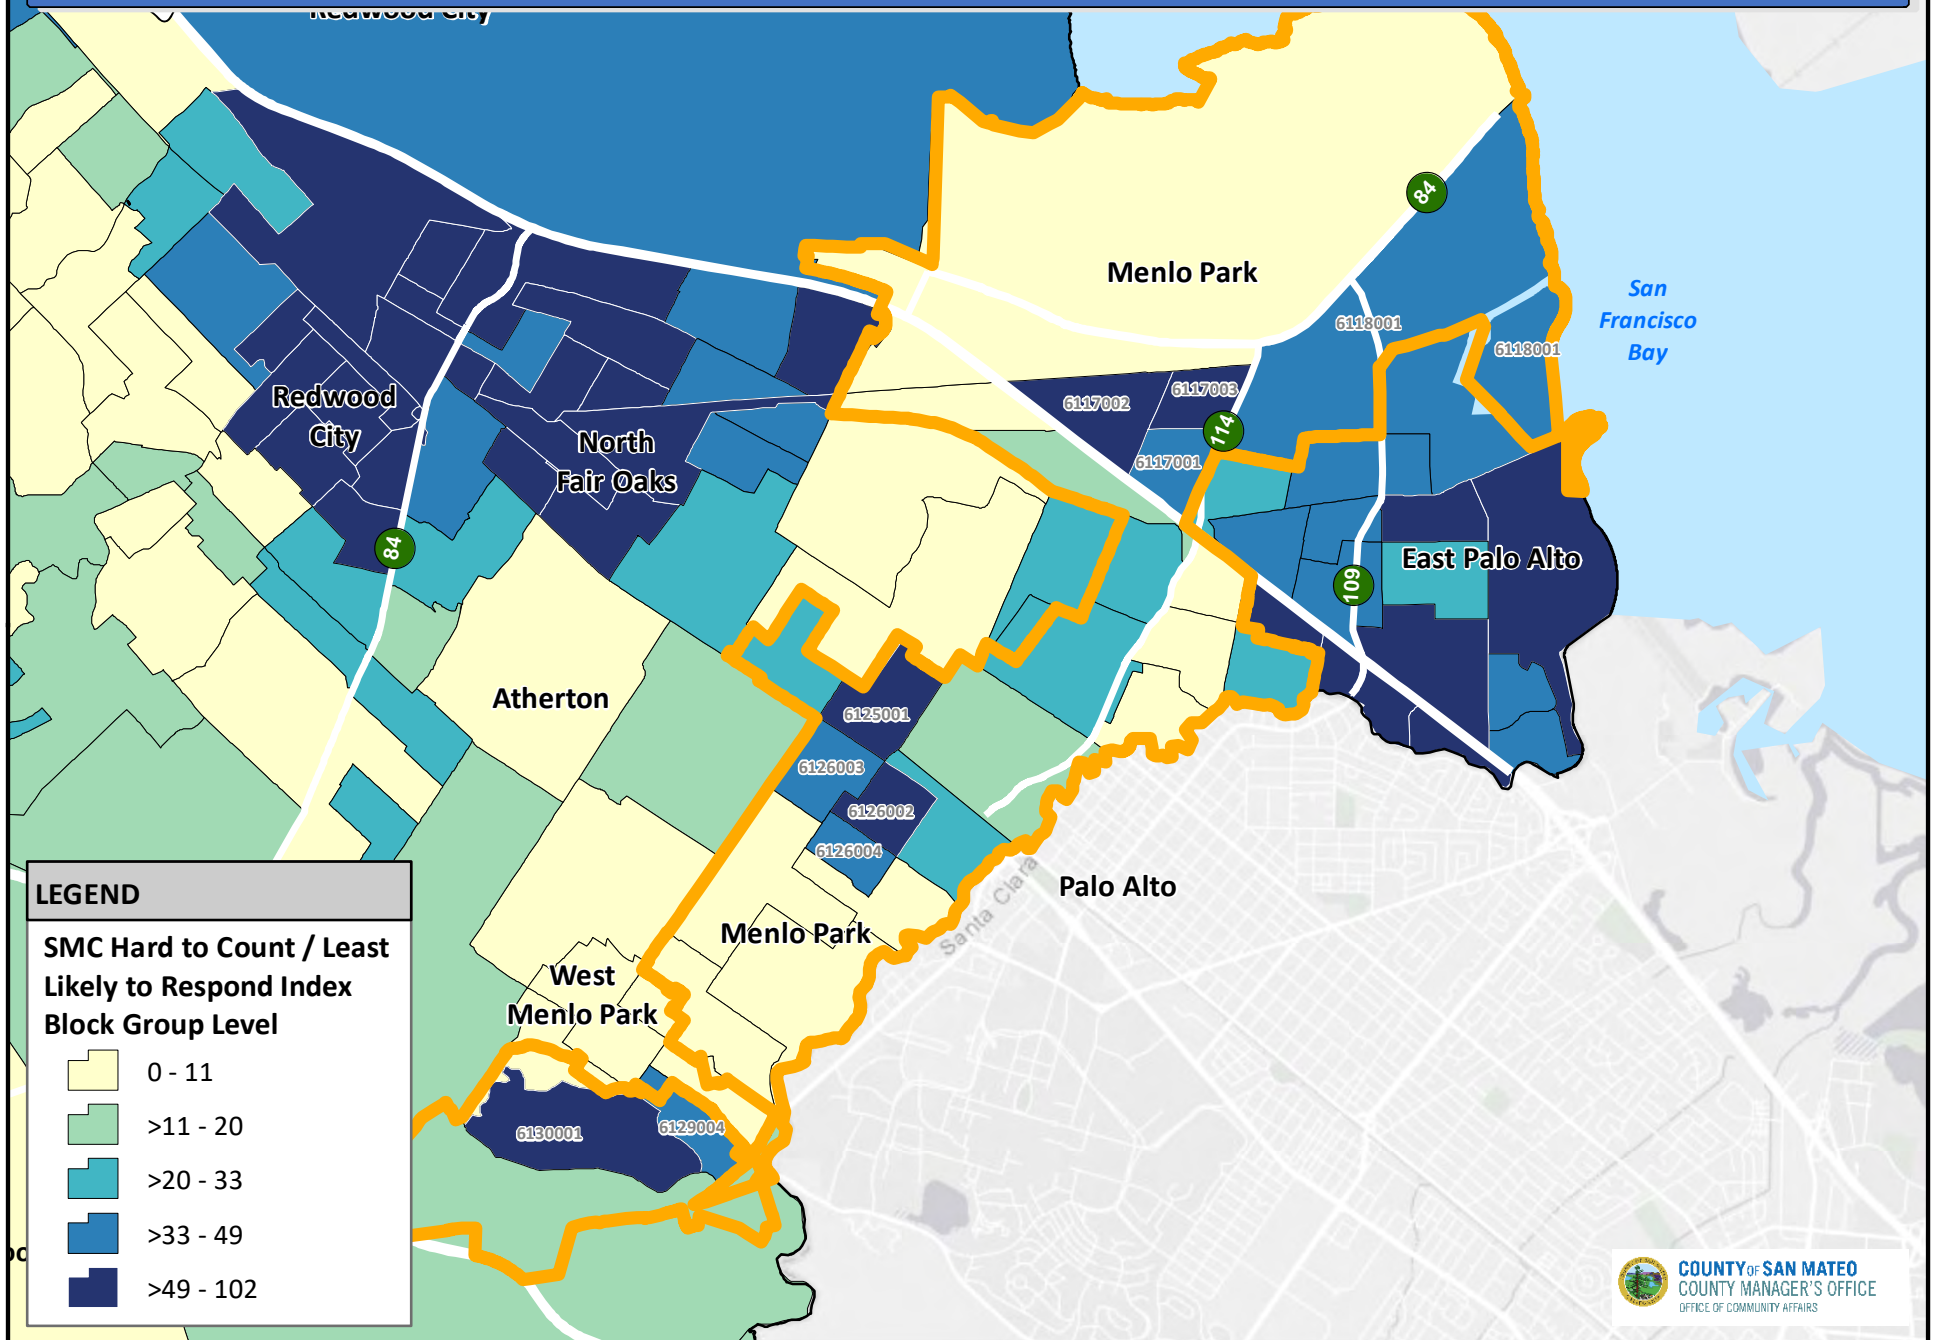 Redwood City
84
Menlo Park
San
Francisco
Bay
6118001
6118001
6117003
6117002
114
6117001
Redwood
City
North
Fair Oaks
84
East Palo Alto
109
Atherton
6125001
6126003
6126002
6126004
Palo Alto
Santa Clara
Menlo Park
West
Menlo Park
6130001
6129004
LEGEND
SMC Hard to Count / Least
Likely to Respond Index
Block Group Level
0 - 11
>11 - 20
>20 - 33
>33 - 49
>49 - 102
COUNTY OF SAN MATEO
COUNTY MANAGER'S OFFICE
OFFICE OF COMMUNITY AFFAIRS